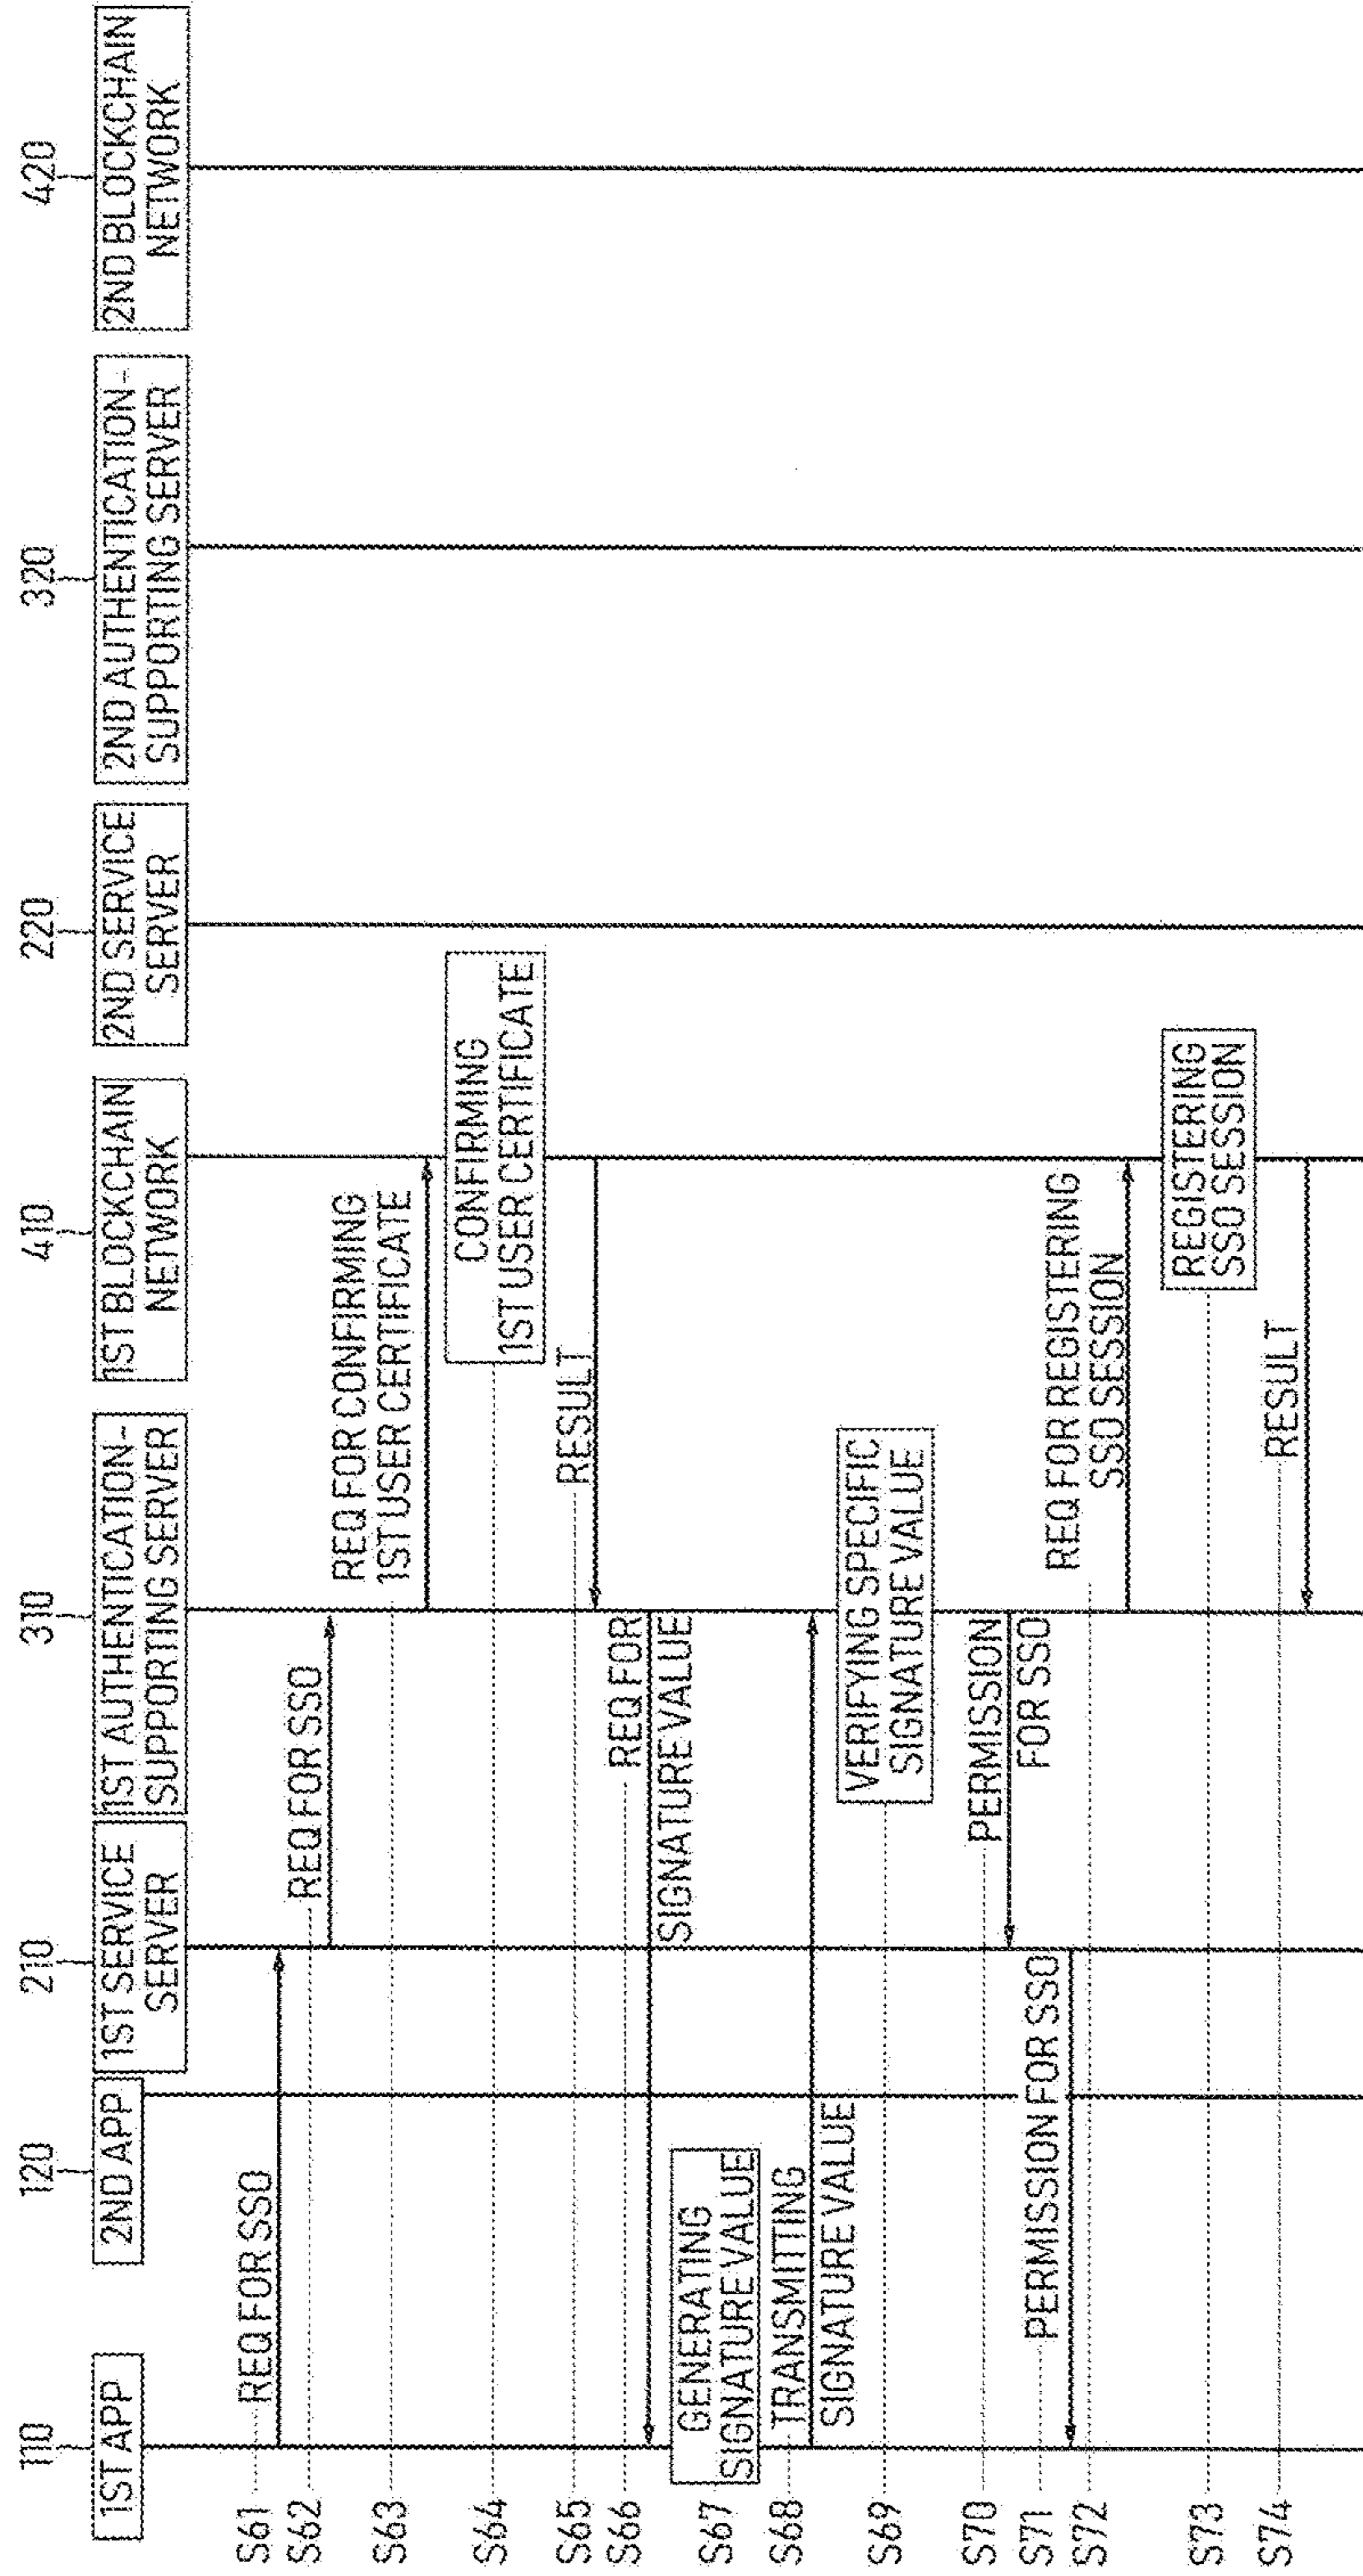 110
120
210
310
410
220
320
420
1ST APP
2ND APP
1ST SERVICE
SERVER
1ST AUTHENTICATION-
SUPPORTING SERVER
1ST BLOCKCHAIN
NETWORK
2ND SERVICE
SERVER
2ND AUTHENTICATION-
SUPPORTING SERVER
2ND BLOCKCHAIN
NETWORK
S61
REQ FOR SSO
S62
REQ FOR SSO
S63
REQ FOR CONFIRMING
1ST USER CERTIFICATE
S64
CONFIRMING
1ST USER CERTIFICATE
S65
RESULT
S66
REQ FOR
SIGNATURE VALUE
S67
GENERATING
SIGNATURE VALUE
S68
TRANSMITTING
SIGNATURE VALUE
S69
VERIFYING SPECIFIC
SIGNATURE VALUE
S70
PERMISSION
FOR SSO
S71
PERMISSION FOR SSO
S72
REQ FOR REGISTERING
SSO SESSION
S73
REGISTERING
SSO SESSION
S74
RESULT